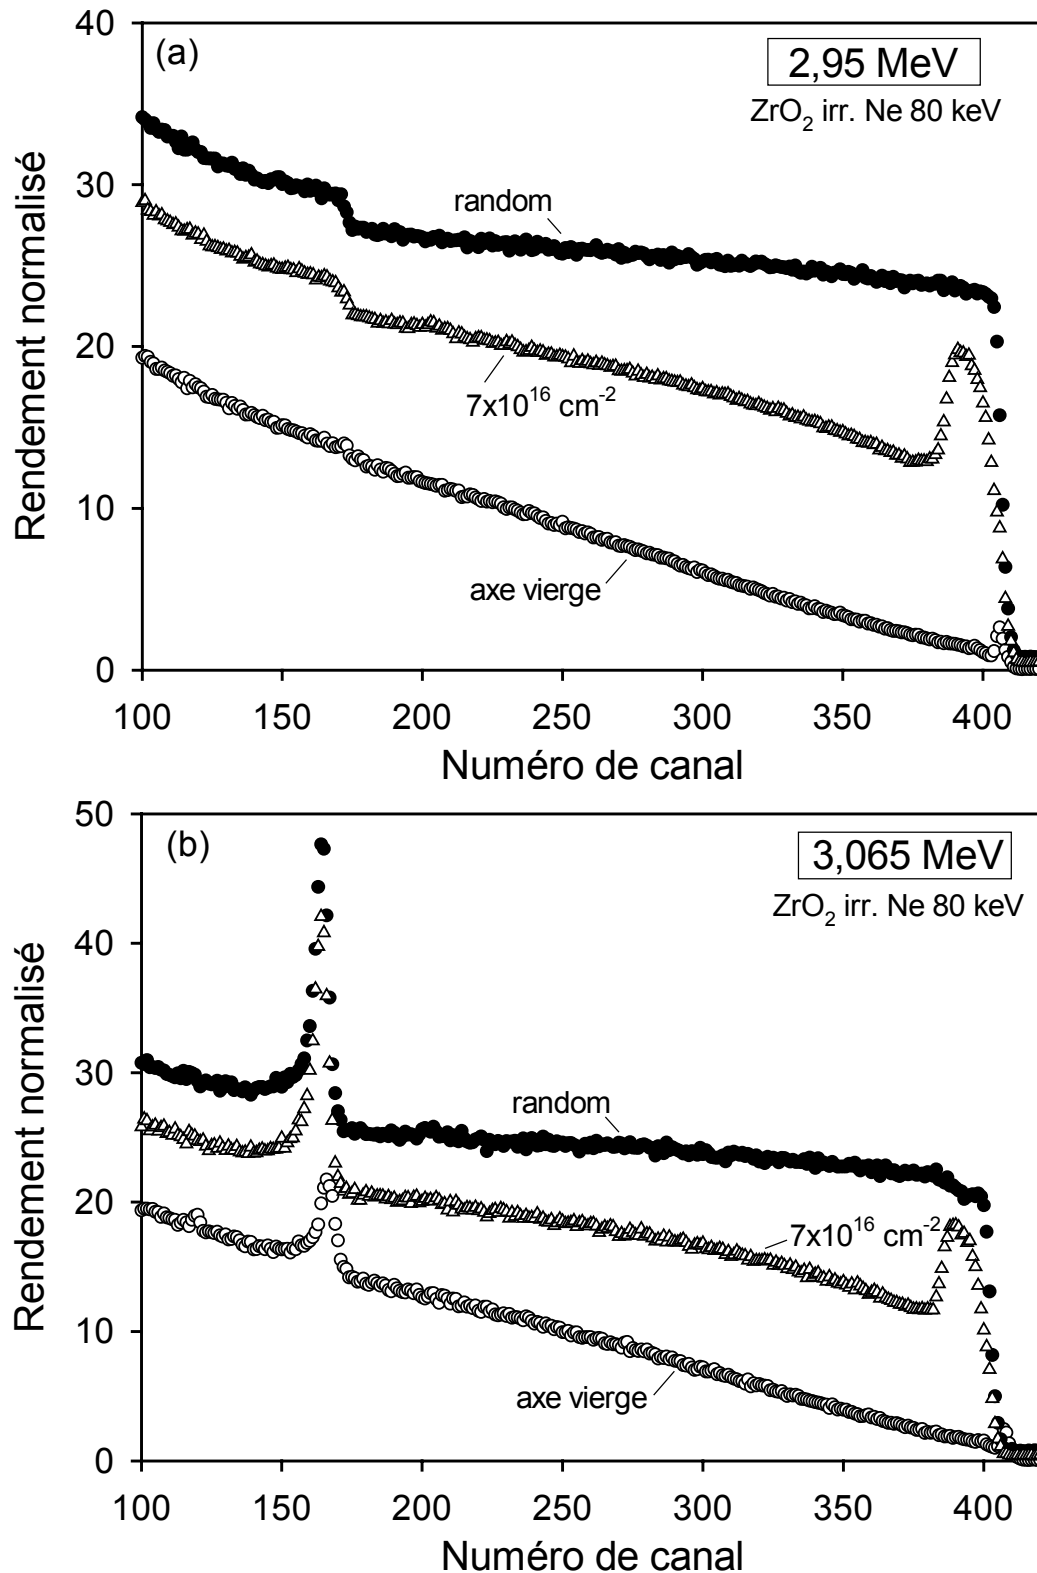 40
(a)
2,95 MeV
ZrO2 irr. Ne 80 keV
30
random
20
7x10^16 cm^-2
10
axe vierge
0
100 150 200 250 300 350 400
Numéro de canal
Rendement normalisé
50
(b)
3,065 MeV
ZrO2 irr. Ne 80 keV
40
30
random
20
7x10^16 cm^-2
10
axe vierge
0
100 150 200 250 300 350 400
Numéro de canal
Rendement normalisé